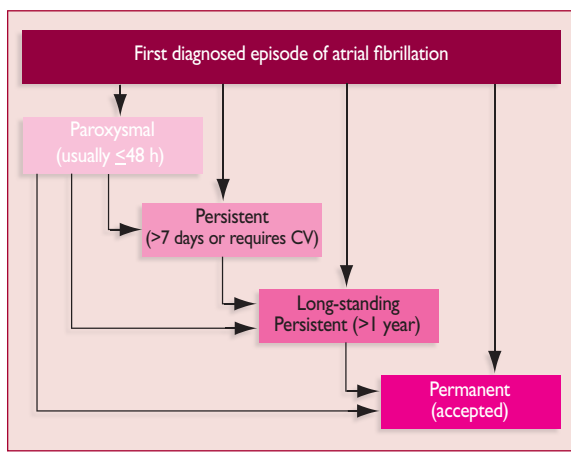 First diagnosed episode of atrial fibrillation
Paroxysmal
(usually ≤48 h)
Persistent
(>7 days or requires CV)
Long-standing
Persistent (>1 year)
Permanent
(accepted)